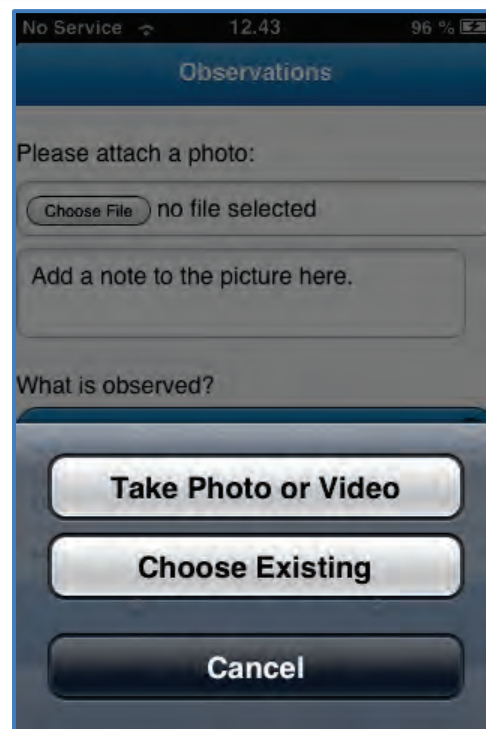 No Service 12.43 96 %
Observations
Please attach a photo:
Choose File no file selected
Add a note to the picture here.
What is observed?
Take Photo or Video
Choose Existing
Cancel